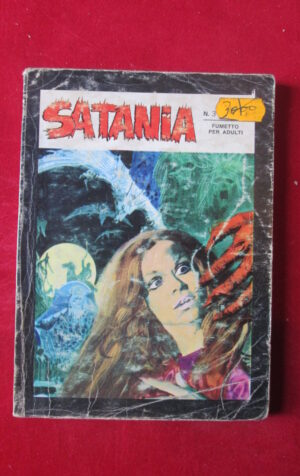 SATANiA
N. 3
FUMETTO
PER ADULTI